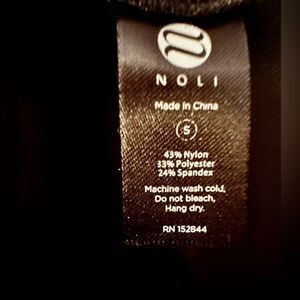 NOLI
Made in China
S
43% Nylon
33% Polyester
24% Spandex
Machine wash cold,
Do not bleach,
Hang dry.
RN 152844